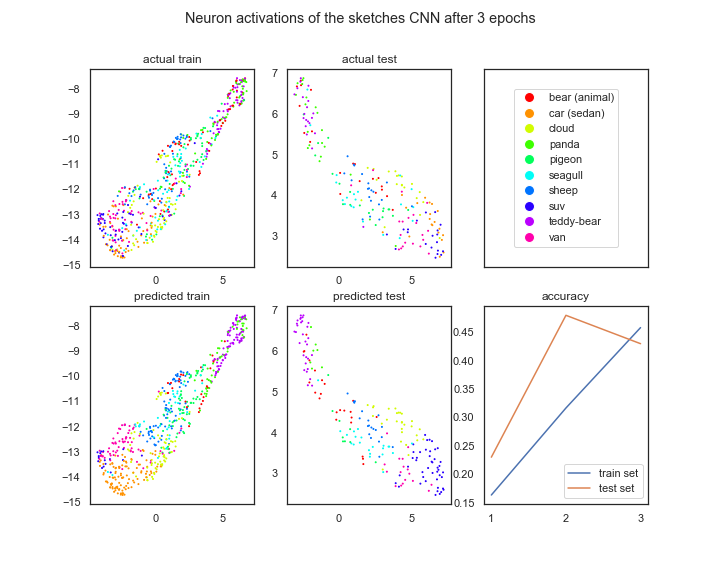 Neuron activations of the sketches CNN after 3 epochs
actual train
−8
−9
−10
−11
−12
−13
−14
−15
0 5
actual test
7
6
5
4
3
0 5
bear (animal)
car (sedan)
cloud
panda
pigeon
seagull
sheep
suv
teddy-bear
van
predicted train
−8
−9
−10
−11
−12
−13
−14
−15
0 5
predicted test
7
6
5
4
3
0 5
accuracy
0.45
0.40
0.35
0.30
0.25
0.20
0.15
train set
test set
1 2 3